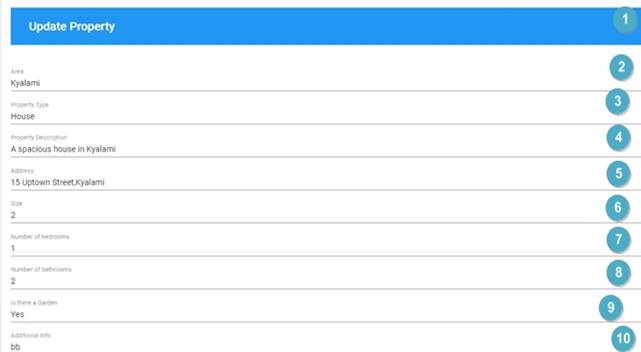 Update Property
1
Area
2
Kyalami
Property Type
3
House
Property Description
4
A spacious house in Kyalami
Address
5
15 Uptown Street,Kyalami
Size
6
2
Number of bedrooms
7
1
Number of bathrooms
8
2
Is there a Garden
9
Yes
Additional Info
10
bb